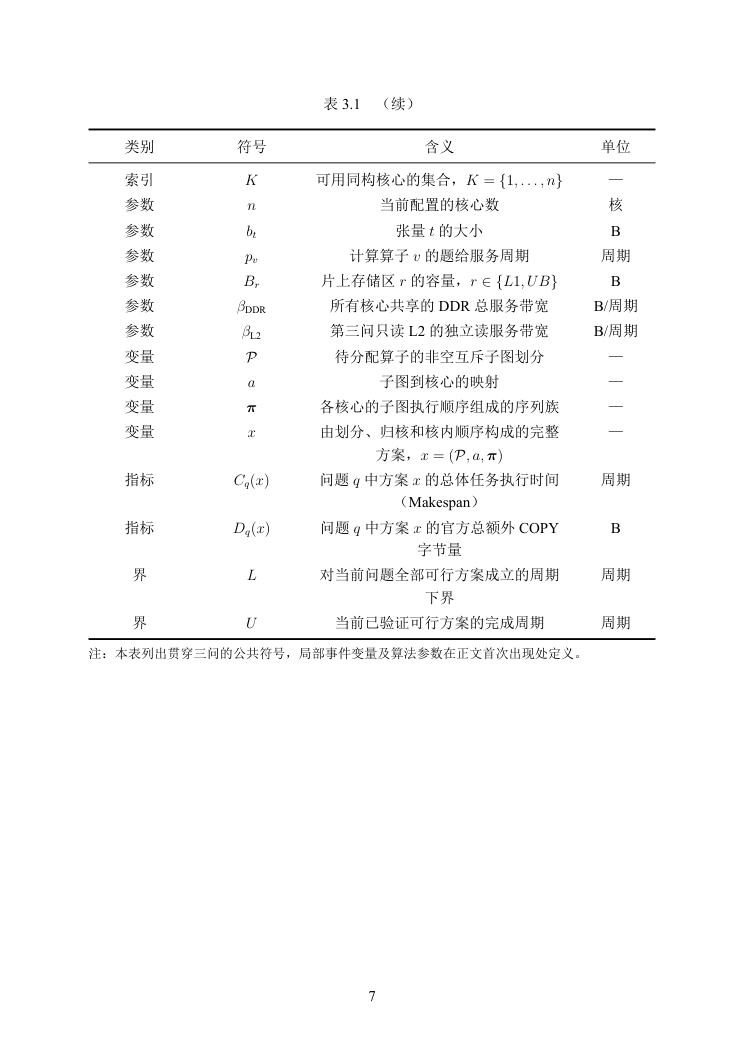 表 3.1 （续）
类别 符号 含义 单位
索引 K 可用同构核心的集合，K = {1, . . . , n} —
参数 n 当前配置的核心数 核
参数 b_t 张量 t 的大小 B
参数 p_v 计算算子 v 的题给服务周期 周期
参数 B_r 片上存储区 r 的容量，r ∈ {L1, UB} B
参数 β_DDR 所有核心共享的 DDR 总服务带宽 B/周期
参数 β_L2 第三问只读 L2 的独立读服务带宽 B/周期
变量 𝒫 待分配算子的非空互斥子图划分 —
变量 a 子图到核心的映射 —
变量 π 各核心的子图执行顺序组成的序列族 —
变量 x 由划分、归核和核内顺序构成的完整 —
方案，x = (𝒫, a, π)
指标 C_q(x) 问题 q 中方案 x 的总体任务执行时间 周期
（Makespan）
指标 D_q(x) 问题 q 中方案 x 的官方总额外 COPY B
字节量
界 L 对当前问题全部可行方案成立的周期 周期
下界
界 U 当前已验证可行方案的完成周期 周期
注：本表列出贯穿三问的公共符号，局部事件变量及算法参数在正文首次出现处定义。
7